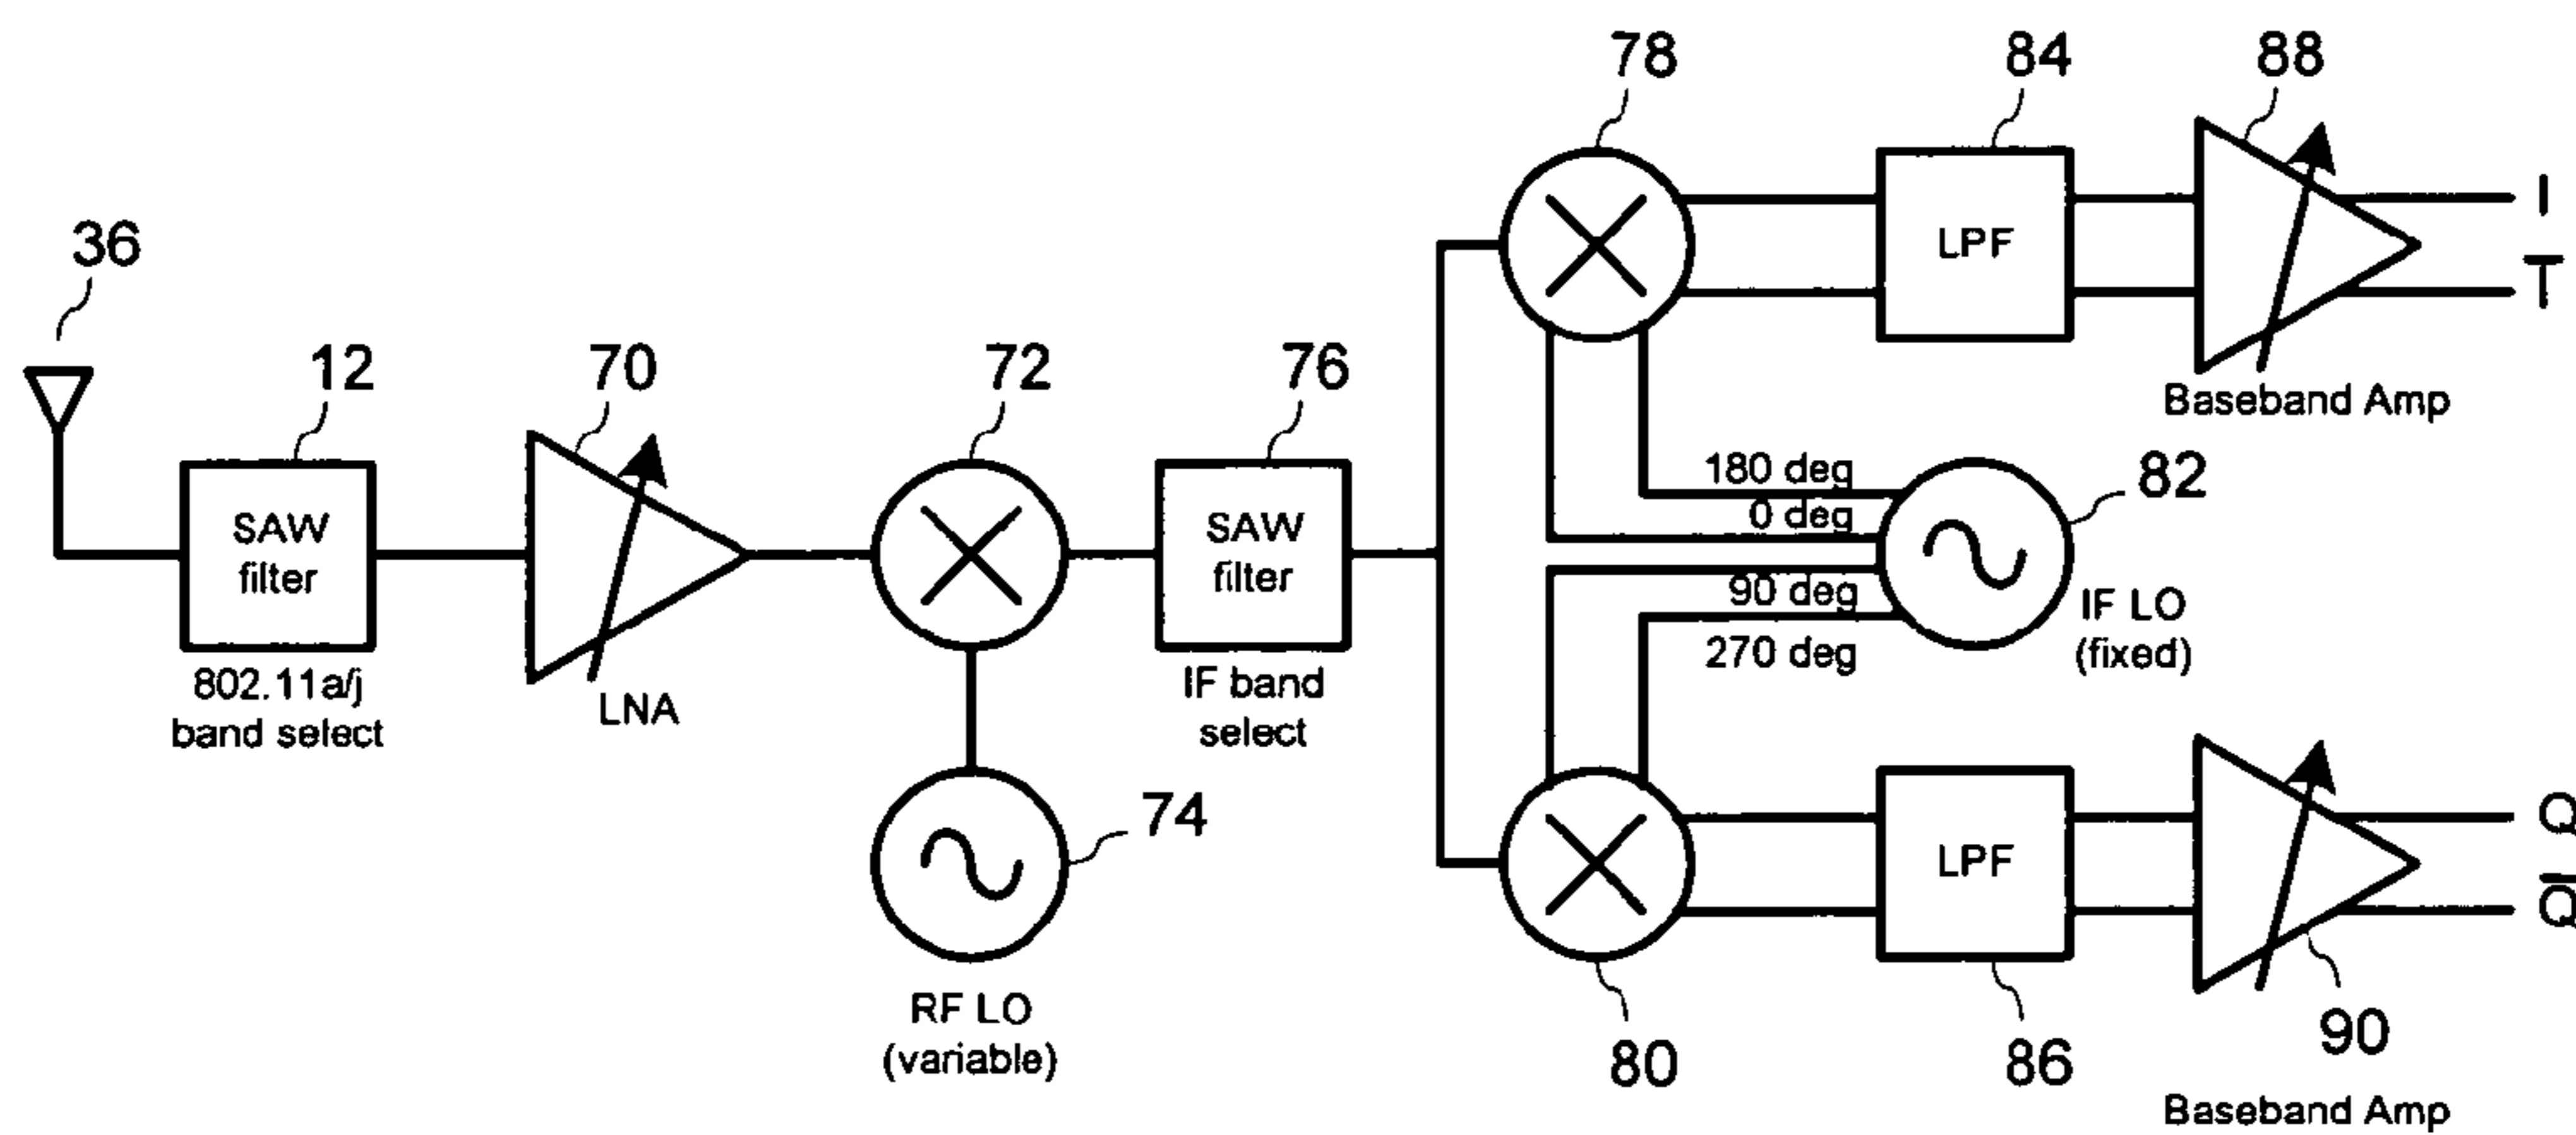 36
12
SAW
filter
802.11a/j
band select
70
LNA
72
74
RF LO
(variable)
76
SAW
filter
IF band
select
78
84
LPF
88
Baseband Amp
I
T̅
180 deg
0 deg
90 deg
270 deg
82
IF LO
(fixed)
80
LPF
86
90
Baseband Amp
Q
Q̅